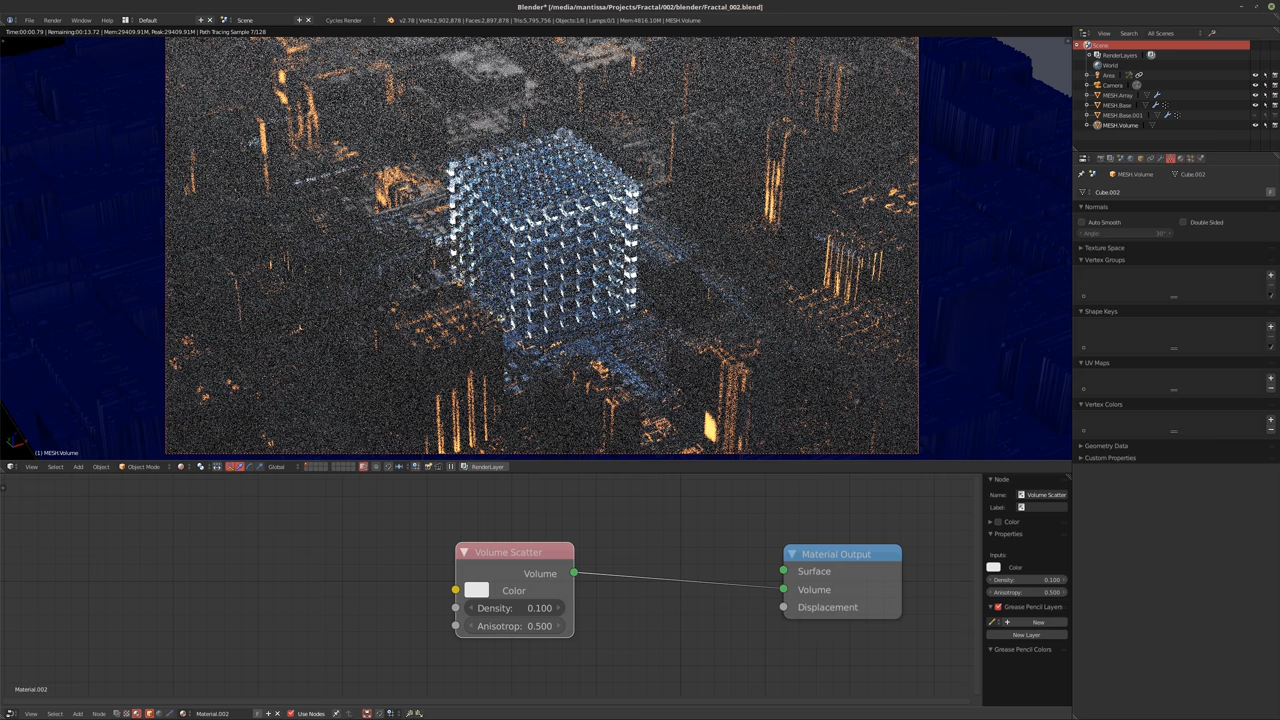 Blender* [/media/mantissa/Projects/Fractal/002/blender/Fractal_002.blend]
File Render Window Help Default Scene Cycles Render v2.78 | Verts:2,902,878 | Faces:2,897,878 | Tris:5,795,756 | Objects:1/6 | Lamps:0/1 | Mem:4816.10M | MESH.Volume
Time:00:00.79 | Remaining:00:13.72 | Mem:29409.91M, Peak:29409.91M | Path Tracing Sample 7/128
View Search All Scenes
Scene
RenderLayers
World
Area
Camera
MESH.Array
MESH.Base
MESH.Base.001
MESH.Volume
MESH.Volume Cube.002
Cube.002 F
Normals
Auto Smooth Double Sided
Angle: 30°
Texture Space
Vertex Groups
Shape Keys
UV Maps
Vertex Colors
Geometry Data
Custom Properties
(1) MESH.Volume
View Select Add Object Object Mode Global RenderLayer
Volume Scatter
Volume
Color
Density: 0.100
Anisotrop: 0.500
Material Output
Surface
Volume
Displacement
Node
Name: Volume Scatter
Label:
Color
Properties
Inputs:
Color
Density: 0.100
Anisotropy: 0.500
Grease Pencil Layers
New
New Layer
Grease Pencil Colors
Material.002
View Select Add Node Material.002 F Use Nodes